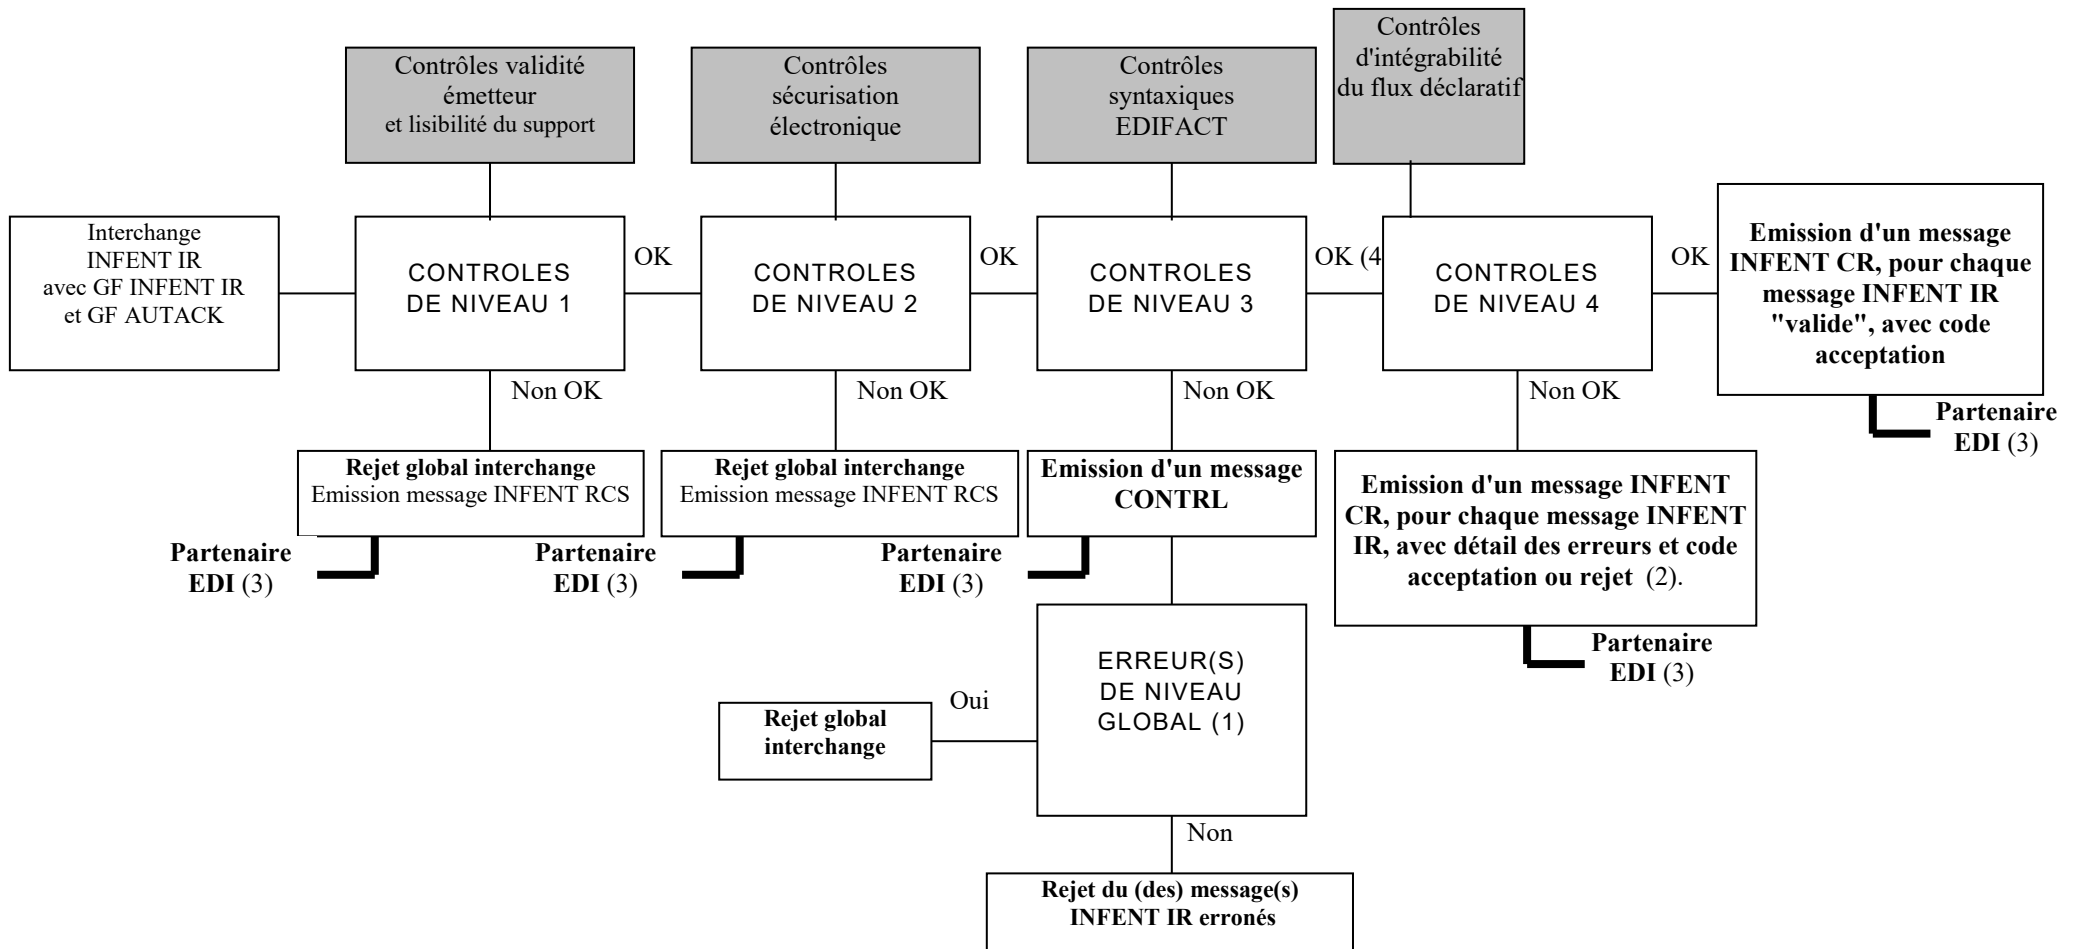 Contrôles validité
émetteur
et lisibilité du support
Contrôles
sécurisation
électronique
Contrôles
syntaxiques
EDIFACT
Contrôles
d'intégrabilité
du flux déclaratif
Interchange
INFENT IR
avec GF INFENT IR
et GF AUTACK
CONTROLES
DE NIVEAU 1
OK
CONTROLES
DE NIVEAU 2
OK
CONTROLES
DE NIVEAU 3
OK (4
CONTROLES
DE NIVEAU 4
OK
Emission d'un message
INFENT CR, pour chaque
message INFENT IR
"valide", avec code
acceptation
Partenaire
EDI (3)
Non OK
Non OK
Non OK
Non OK
Rejet global interchange
Emission message INFENT RCS
Partenaire
EDI (3)
Rejet global interchange
Emission message INFENT RCS
Partenaire
EDI (3)
Emission d'un message
CONTRL
Partenaire
EDI (3)
Emission d'un message INFENT
CR, pour chaque message INFENT
IR, avec détail des erreurs et code
acceptation ou rejet (2).
Partenaire
EDI (3)
ERREUR(S)
DE NIVEAU
GLOBAL (1)
Oui
Rejet global
interchange
Non
Rejet du (des) message(s)
INFENT IR erronés